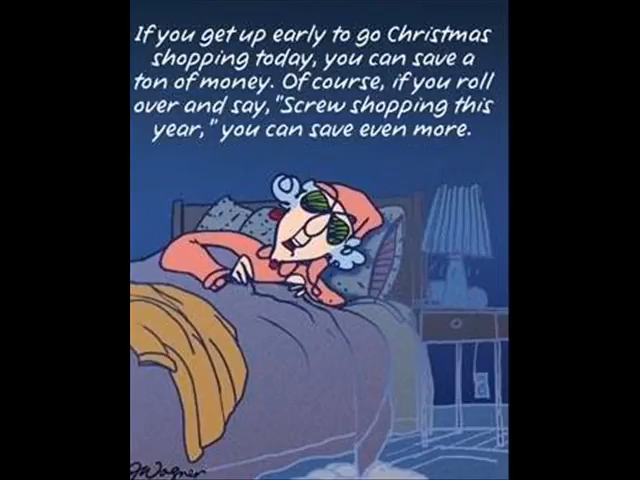 If you get up early to go Christmas
shopping today, you can save a
ton of money. Of course, if you roll
over and say, "Screw shopping this
year," you can save even more.
JWagner